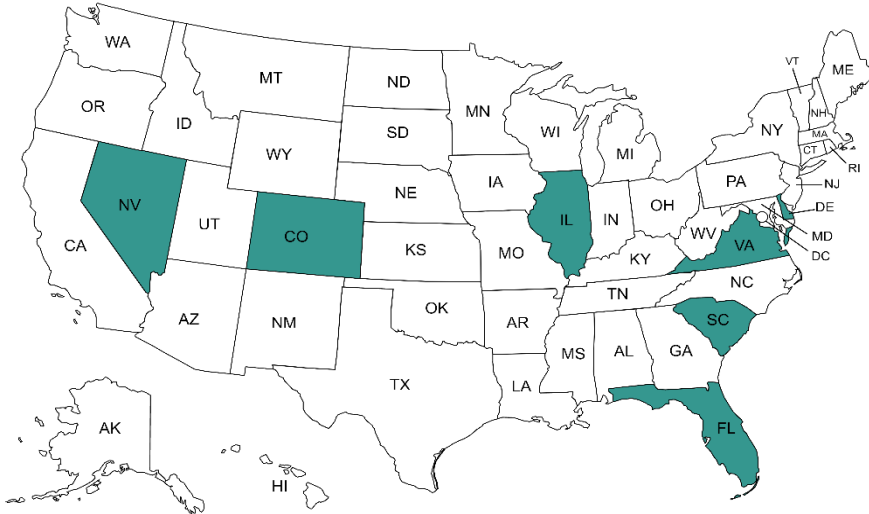 WA
MT
ND
MN
VT
ME
OR
ID
SD
WI
NY
NH
MA
WY
MI
CT
RI
NV
NE
IA
PA
NJ
CA
UT
CO
IL
IN
OH
DE
KS
MO
WV
VA
MD
DC
KY
AZ
NM
OK
AR
TN
NC
SC
TX
LA
MS
AL
GA
FL
AK
HI